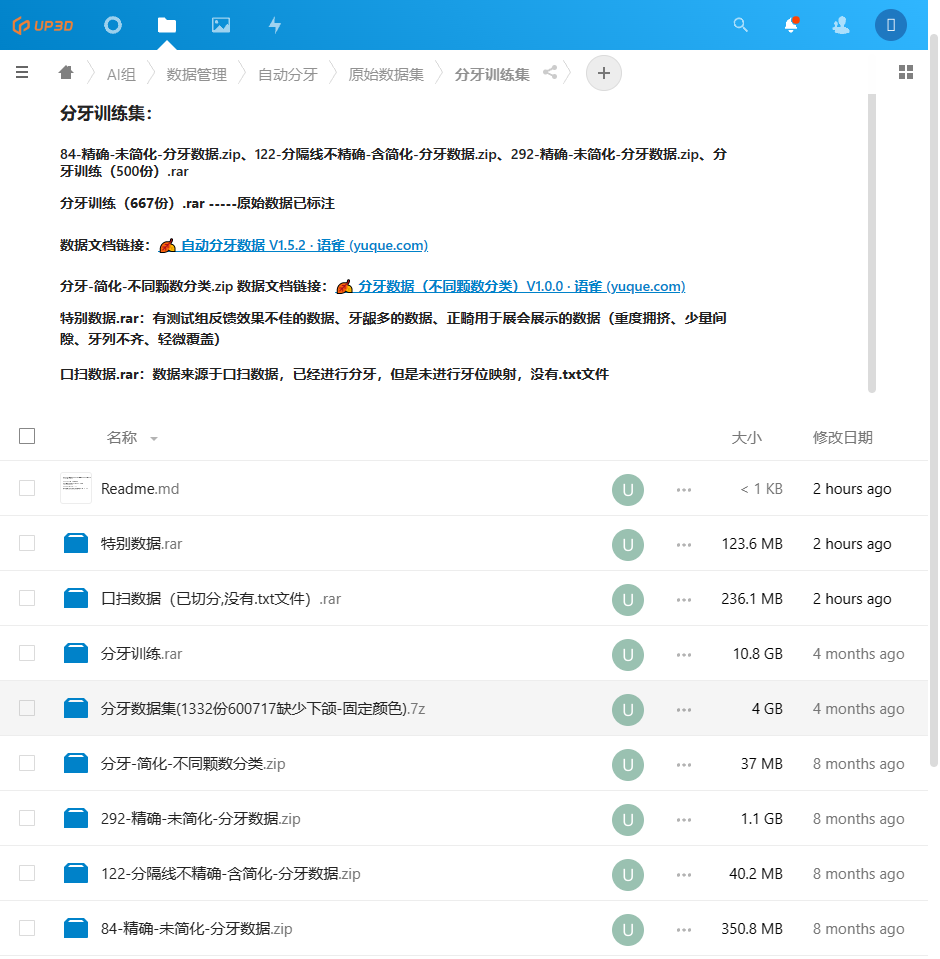 UP3D
AI组
数据管理
自动分牙
原始数据集
分牙训练集
分牙训练集：
84-精确-未简化-分牙数据.zip、122-分隔线不精确-含简化-分牙数据.zip、292-精确-未简化-分牙数据.zip、分
牙训练（500份）.rar
分牙训练（667份）.rar -----原始数据已标注
数据文档链接： 自动分牙数据 V1.5.2 · 语雀 (yuque.com)
分牙-简化-不同颗数分类.zip 数据文档链接： 分牙数据（不同颗数分类）V1.0.0 · 语雀 (yuque.com)
特别数据.rar：有测试组反馈效果不佳的数据、牙龈多的数据、正畸用于展会展示的数据（重度拥挤、少量间
隙、牙列不齐、轻微覆盖）
口扫数据.rar：数据来源于口扫数据，已经进行分牙，但是未进行牙位映射，没有.txt文件
名称 大小 修改日期
Readme.md U < 1 KB 2 hours ago
特别数据.rar U 123.6 MB 2 hours ago
口扫数据（已切分,没有.txt文件）.rar U 236.1 MB 2 hours ago
分牙训练.rar U 10.8 GB 4 months ago
分牙数据集(1332份600717缺少下颌-固定颜色).7z U 4 GB 4 months ago
分牙-简化-不同颗数分类.zip U 37 MB 8 months ago
292-精确-未简化-分牙数据.zip U 1.1 GB 8 months ago
122-分隔线不精确-含简化-分牙数据.zip U 40.2 MB 8 months ago
84-精确-未简化-分牙数据.zip U 350.8 MB 8 months ago